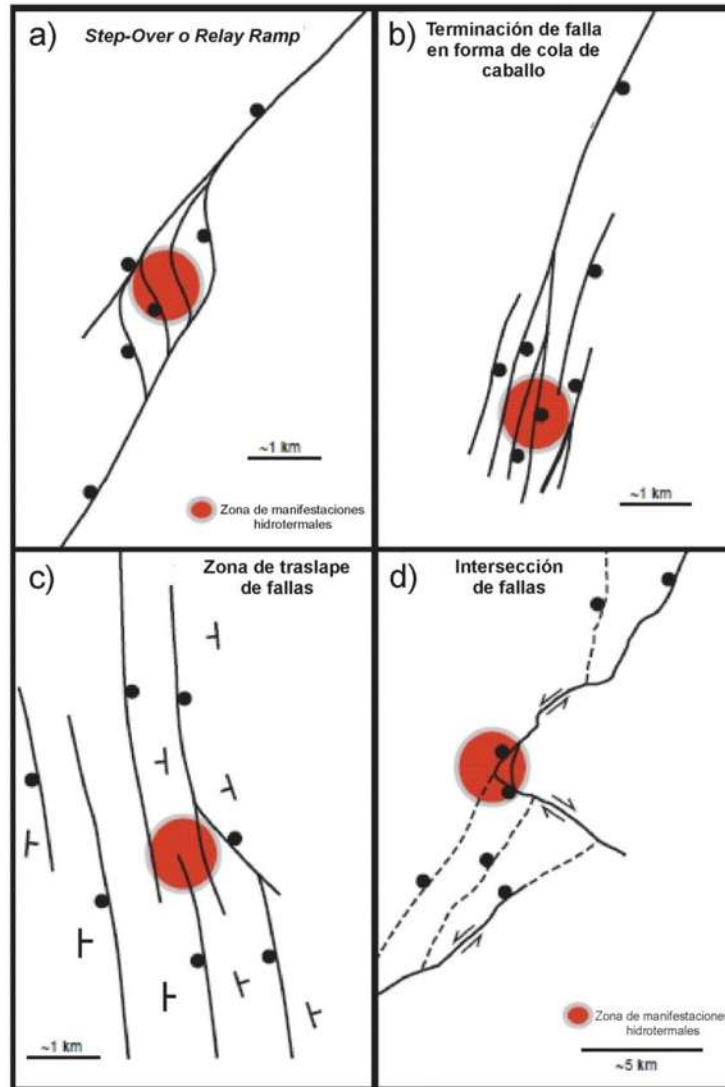 a)
Step-Over o Relay Ramp
~1 km
Zona de manifestaciones
hidrotermales
b)
Terminación de falla
en forma de cola de
caballo
~1 km
c)
Zona de traslape
de fallas
~1 km
d)
Intersección
de fallas
Zona de manifestaciones
hidrotermales
~5 km